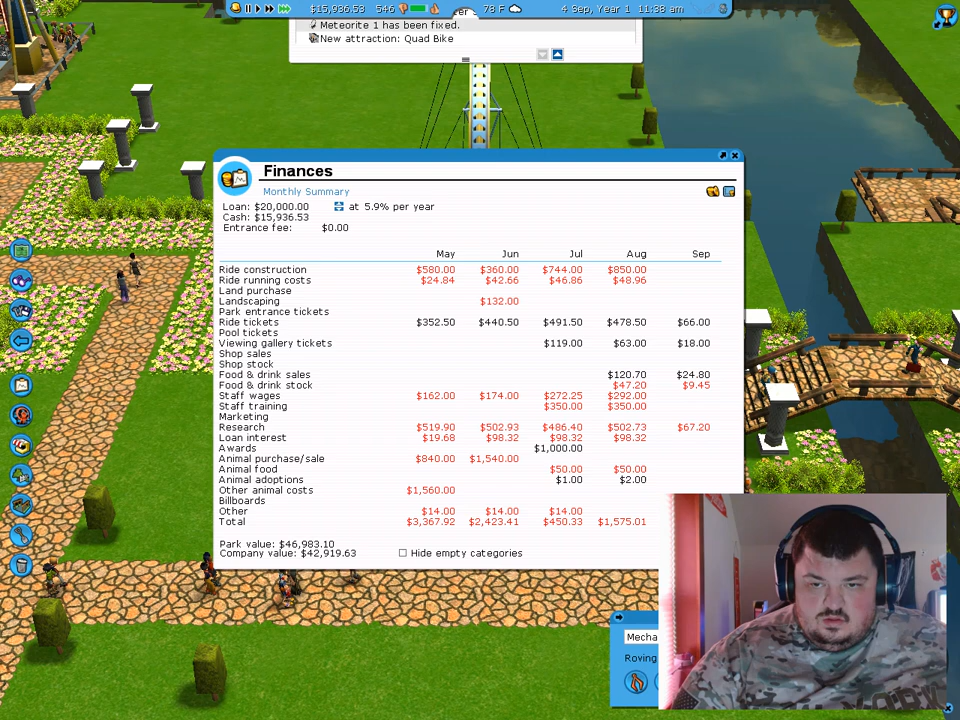 $15,936.53 546 78 F 4 Sep, Year 1 11:38 am
Meteorite 1 has been fixed.
New attraction: Quad Bike
Finances
Monthly Summary
Loan: $20,000.00 at 5.9% per year
Cash: $15,936.53
Entrance fee: $0.00
May Jun Jul Aug Sep
Ride construction $580.00 $360.00 $744.00 $850.00
Ride running costs $24.84 $42.66 $46.86 $48.96
Land purchase
Landscaping $132.00
Park entrance tickets
Ride tickets $352.50 $440.50 $491.50 $478.50 $66.00
Pool tickets
Viewing gallery tickets $119.00 $63.00 $18.00
Shop sales
Shop stock
Food & drink sales $120.70 $24.80
Food & drink stock $47.20 $9.45
Staff wages $162.00 $174.00 $272.25 $292.00
Staff training $350.00 $350.00
Marketing
Research $519.90 $502.93 $486.40 $502.73 $67.20
Loan interest $19.68 $98.32 $98.32 $98.32
Awards $1,000.00
Animal purchase/sale $840.00 $1,540.00
Animal food $50.00 $50.00
Animal adoptions $1.00 $2.00
Other animal costs $1,560.00
Billboards
Other $14.00 $14.00 $14.00
Total $3,367.92 $2,423.41 $450.33 $1,575.01
Park value: $46,983.10
Company value: $42,919.63 Hide empty categories
Mecha
Roving